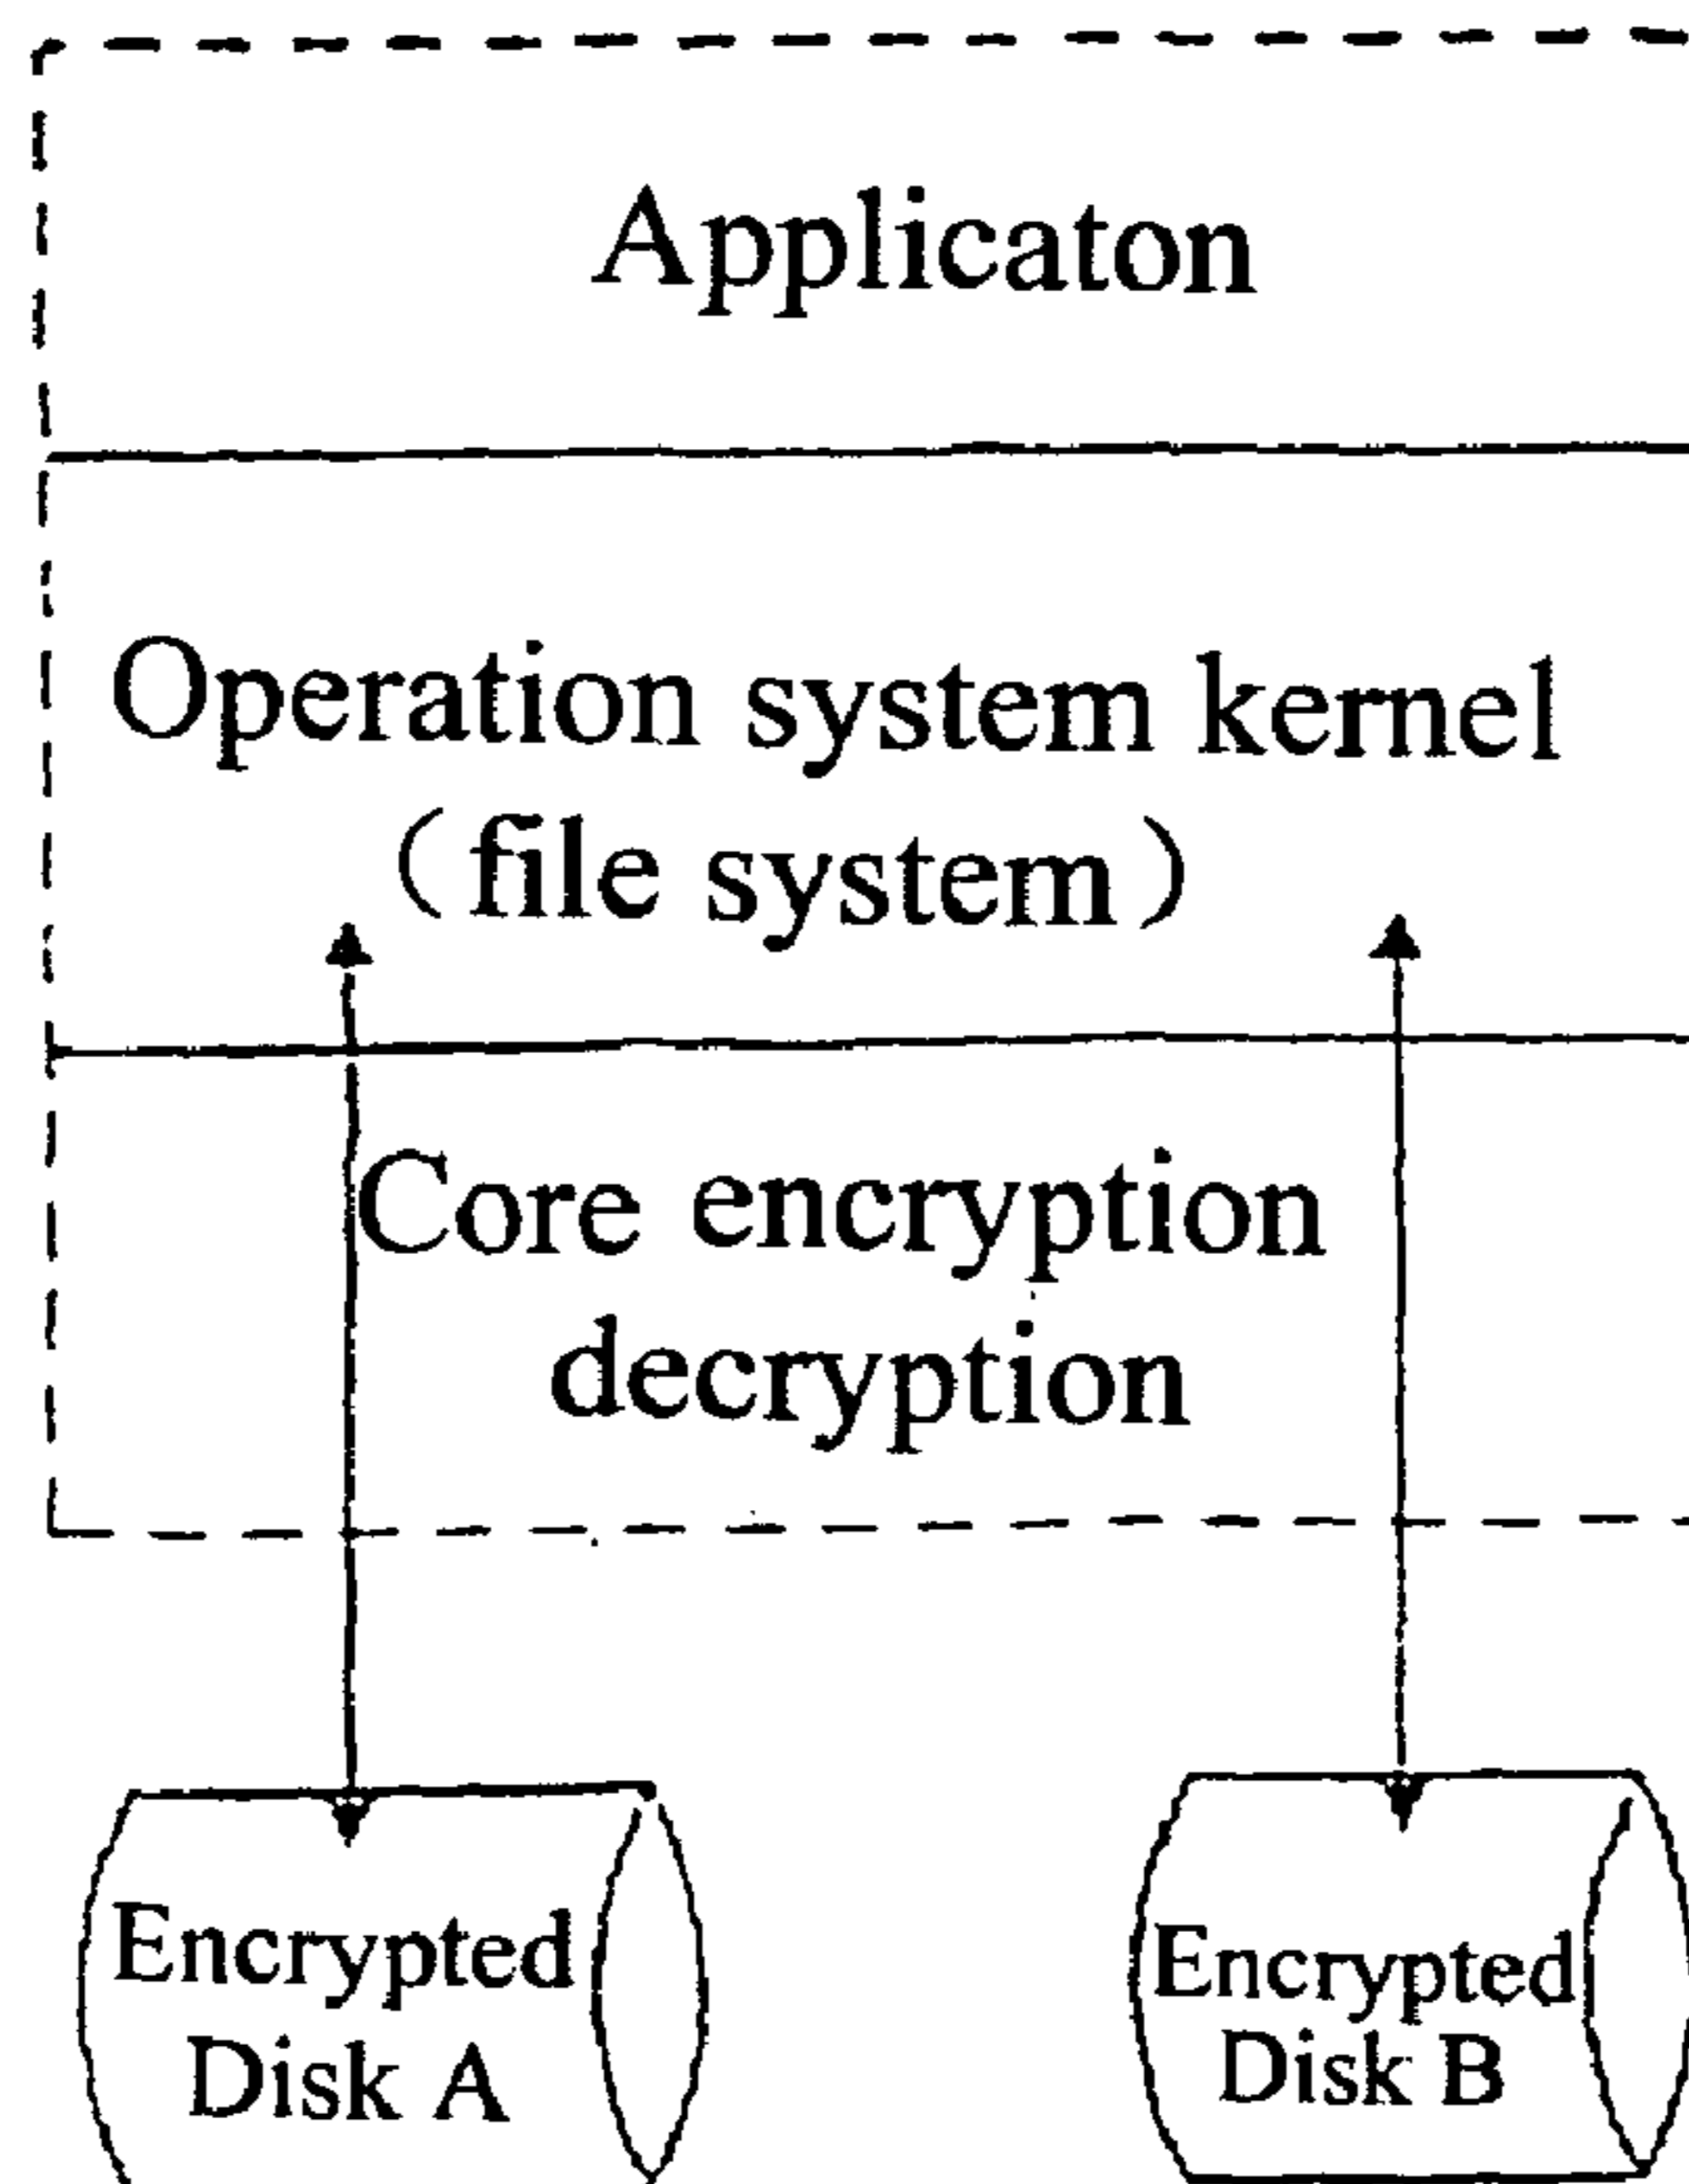 Applicaton
Operation system kernel
（file system）
Core encryption
decryption
Encrypted
Disk A
Encrypted
Disk B